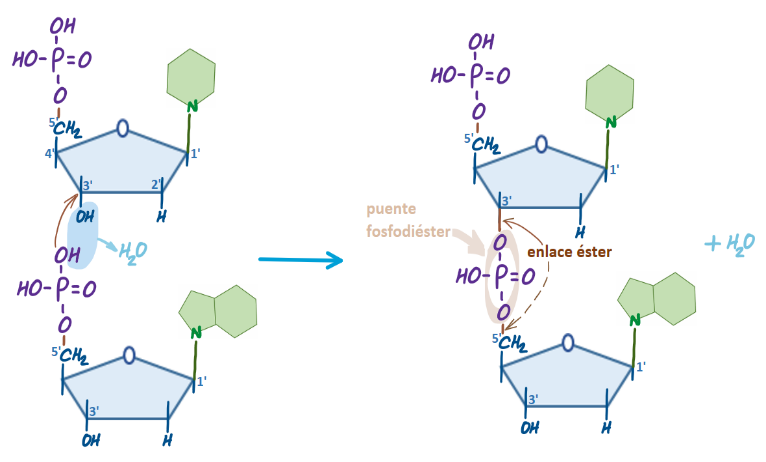 OH
HO-P=O
O
5'
CH₂
O
N
4'
1'
3'
2'
OH
H
H₂O
OH
HO-P=O
O
N
5'
CH₂
O
1'
3'
OH
H
OH
HO-P=O
O
5'
CH₂
O
N
1'
3'
H
puente
fosfodiéster
O
enlace éster
+ H₂O
HO-P=O
O
N
5'
CH₂
O
1'
3'
OH
H